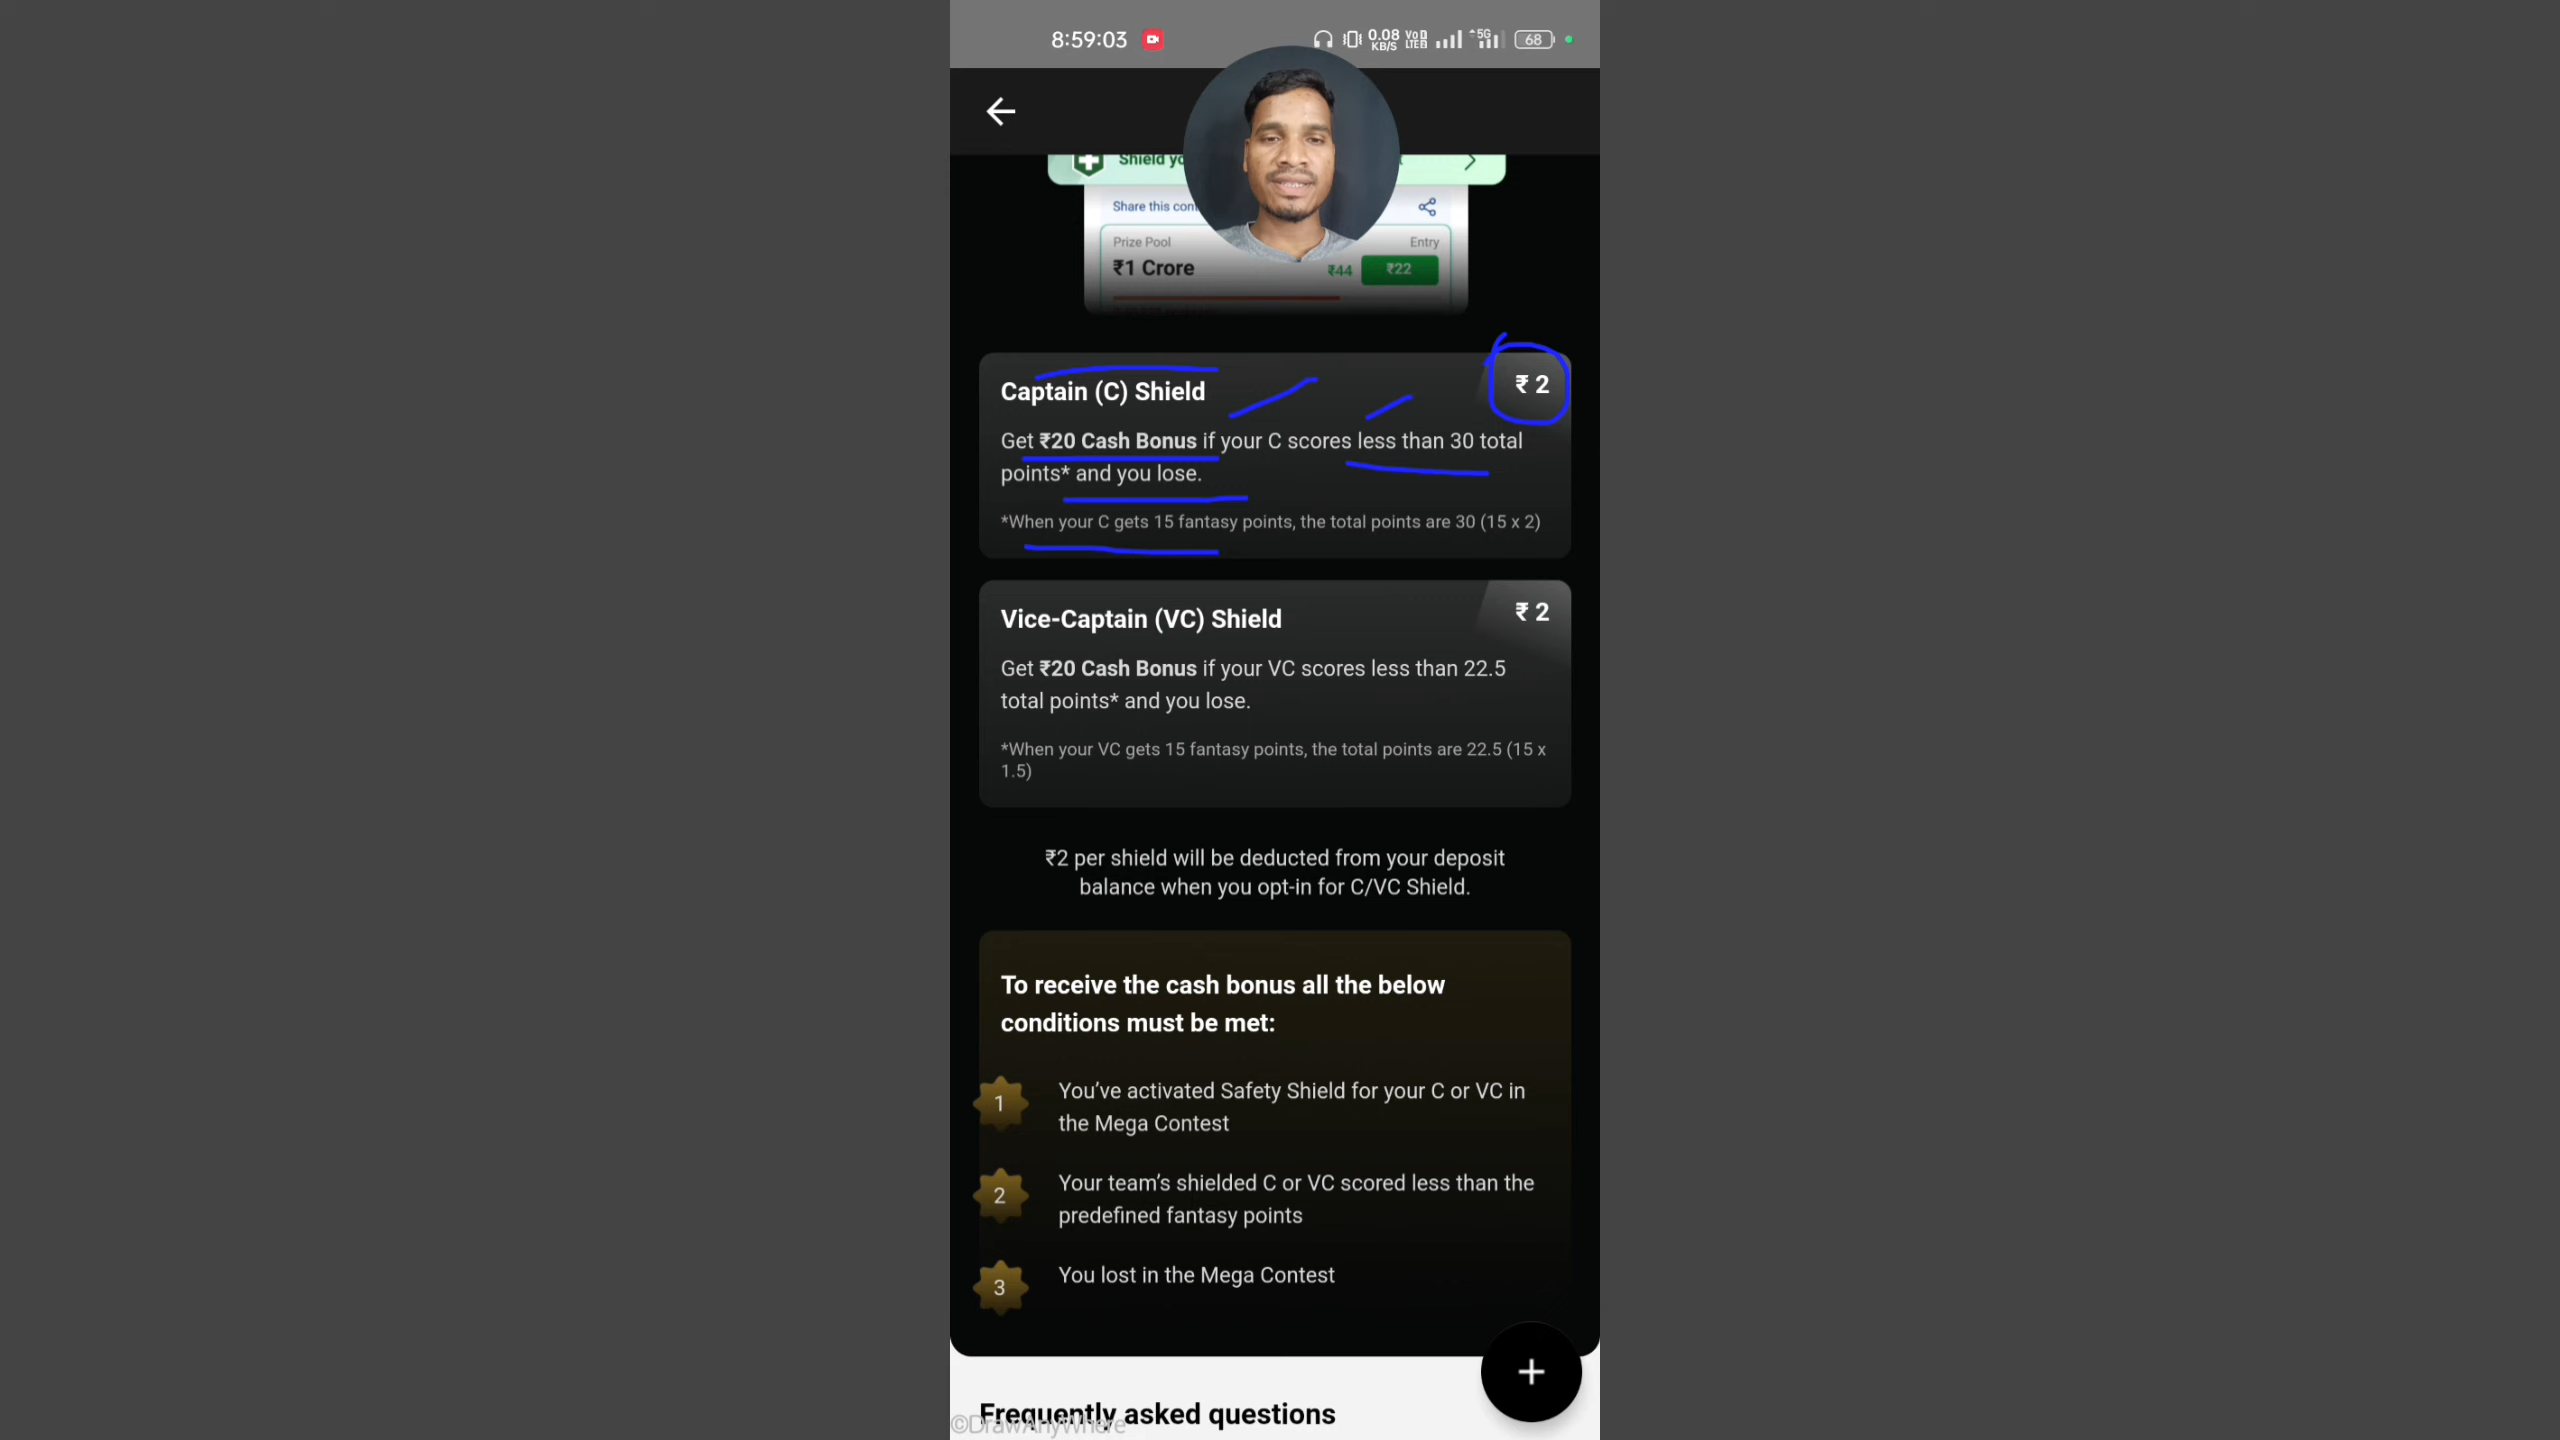 8:59:03 0.08 KB/S Vo LTE 5G 68
Shield yo
Share this con
Prize Pool Entry
₹1 Crore ₹44 ₹22
Captain (C) Shield ₹ 2
Get ₹20 Cash Bonus if your C scores less than 30 total
points* and you lose.
*When your C gets 15 fantasy points, the total points are 30 (15 x 2)
Vice-Captain (VC) Shield ₹ 2
Get ₹20 Cash Bonus if your VC scores less than 22.5
total points* and you lose.
*When your VC gets 15 fantasy points, the total points are 22.5 (15 x
1.5)
₹2 per shield will be deducted from your deposit
balance when you opt-in for C/VC Shield.
To receive the cash bonus all the below
conditions must be met:
1 You’ve activated Safety Shield for your C or VC in
the Mega Contest
2 Your team’s shielded C or VC scored less than the
predefined fantasy points
3 You lost in the Mega Contest
+
Frequently asked questions
©DrawAnyWhere